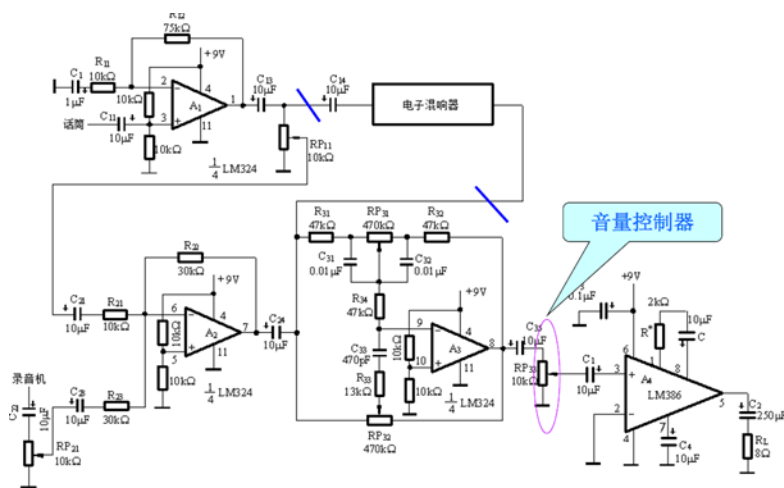 R12
75kΩ
+9V
C1
1μF
R11
10kΩ
10kΩ
2
4
A1
1
3
11
话筒
C11
10μF
10kΩ
1/4 LM324
C13
10μF
RP11
10kΩ
C14
10μF
电子混响器
音量控制器
R22
30kΩ
+9V
C21
10μF
R21
10kΩ
6
4
10kΩ
A2
7
5
11
10kΩ
1/4 LM324
C24
10μF
录音机
C22
10μF
RP21
10kΩ
C23
10μF
R23
30kΩ
R31
47kΩ
RP31
470kΩ
R32
47kΩ
C31
0.01μF
C32
0.01μF
R34
47kΩ
+9V
9
4
C33
470pF
10kΩ
A3
8
10
11
R33
13kΩ
10kΩ
1/4 LM324
RP32
470kΩ
C35
10μF
RP33
10kΩ
0.1μF
+9V
2kΩ
10μF
R*
C
6
1
8
C1
10μF
3
A4
LM386
5
2
7
4
C4
10μF
C2
250μF
RL
8Ω